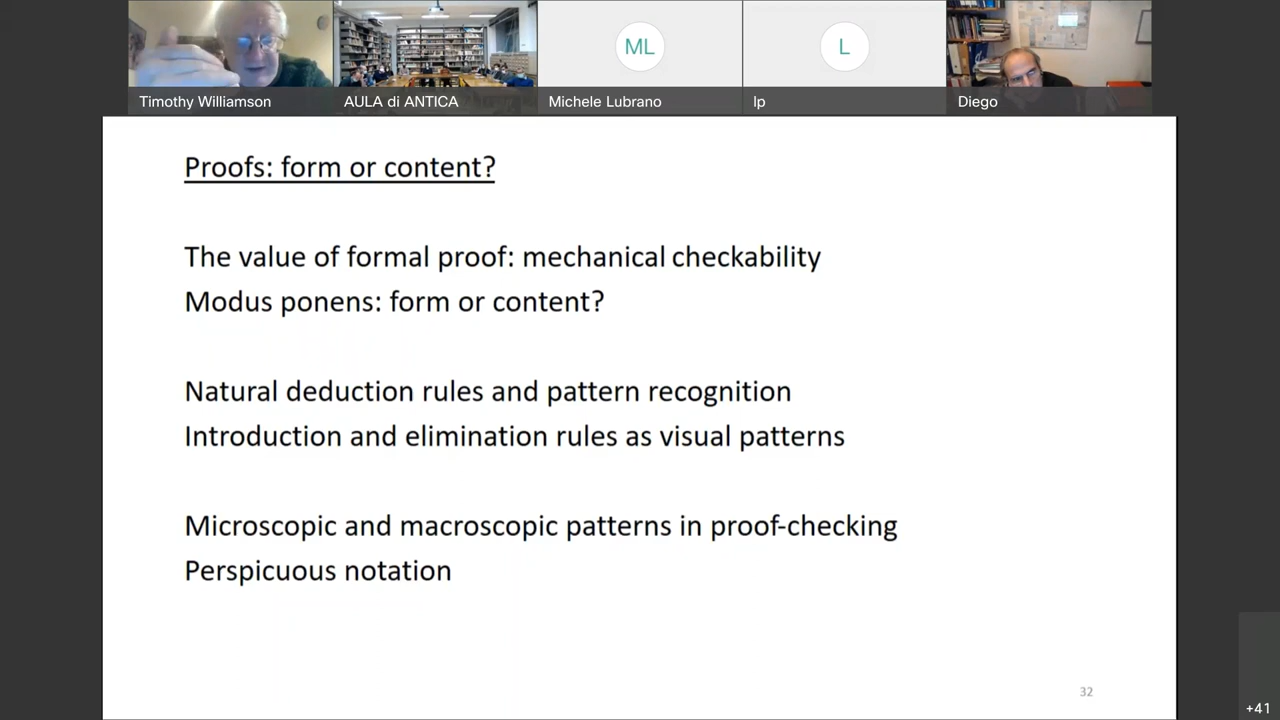 ML
L
Timothy Williamson
AULA di ANTICA
Michele Lubrano
lp
Diego
Proofs: form or content?
The value of formal proof: mechanical checkability
Modus ponens: form or content?
Natural deduction rules and pattern recognition
Introduction and elimination rules as visual patterns
Microscopic and macroscopic patterns in proof-checking
Perspicuous notation
32
+41